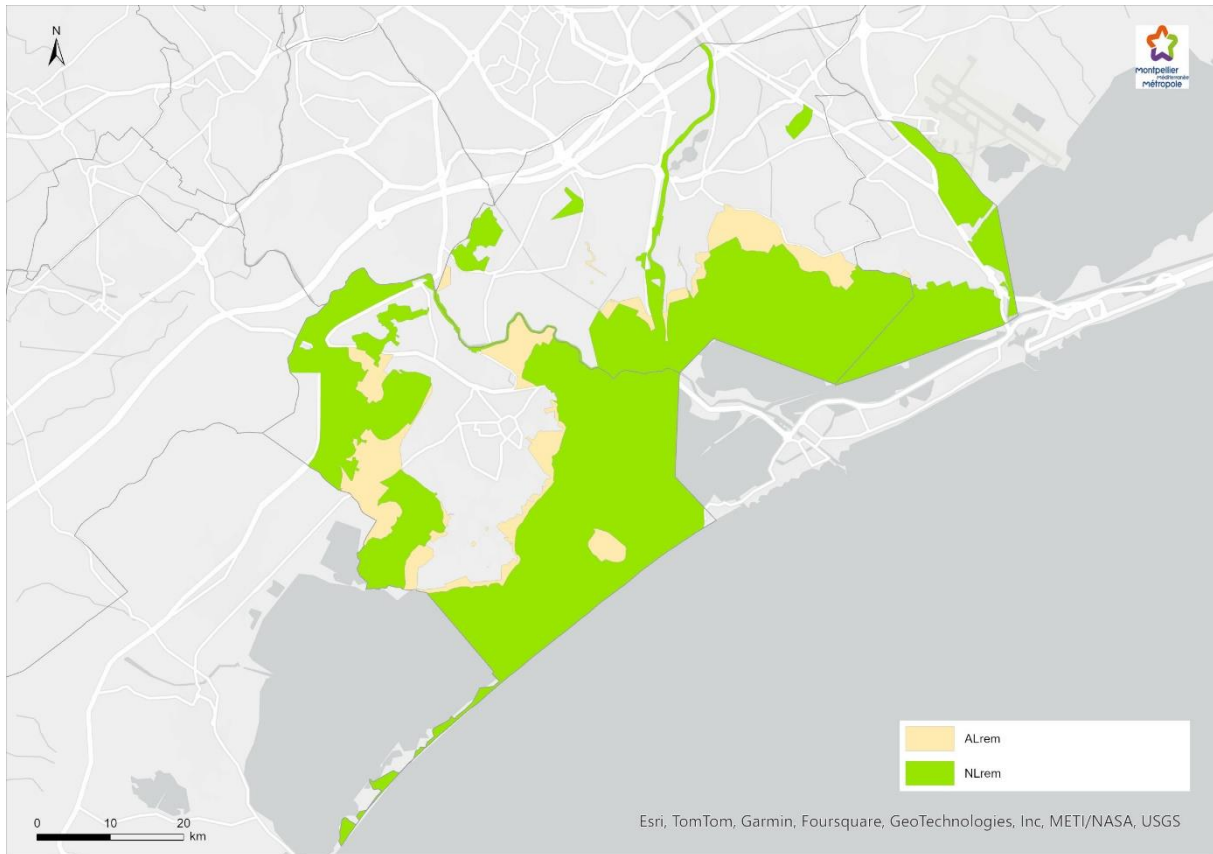 N
Montpellier
Méditerranée
Métropole
ALrem
NLrem
0 10 20
km
Esri, TomTom, Garmin, Foursquare, GeoTechnologies, Inc, METI/NASA, USGS